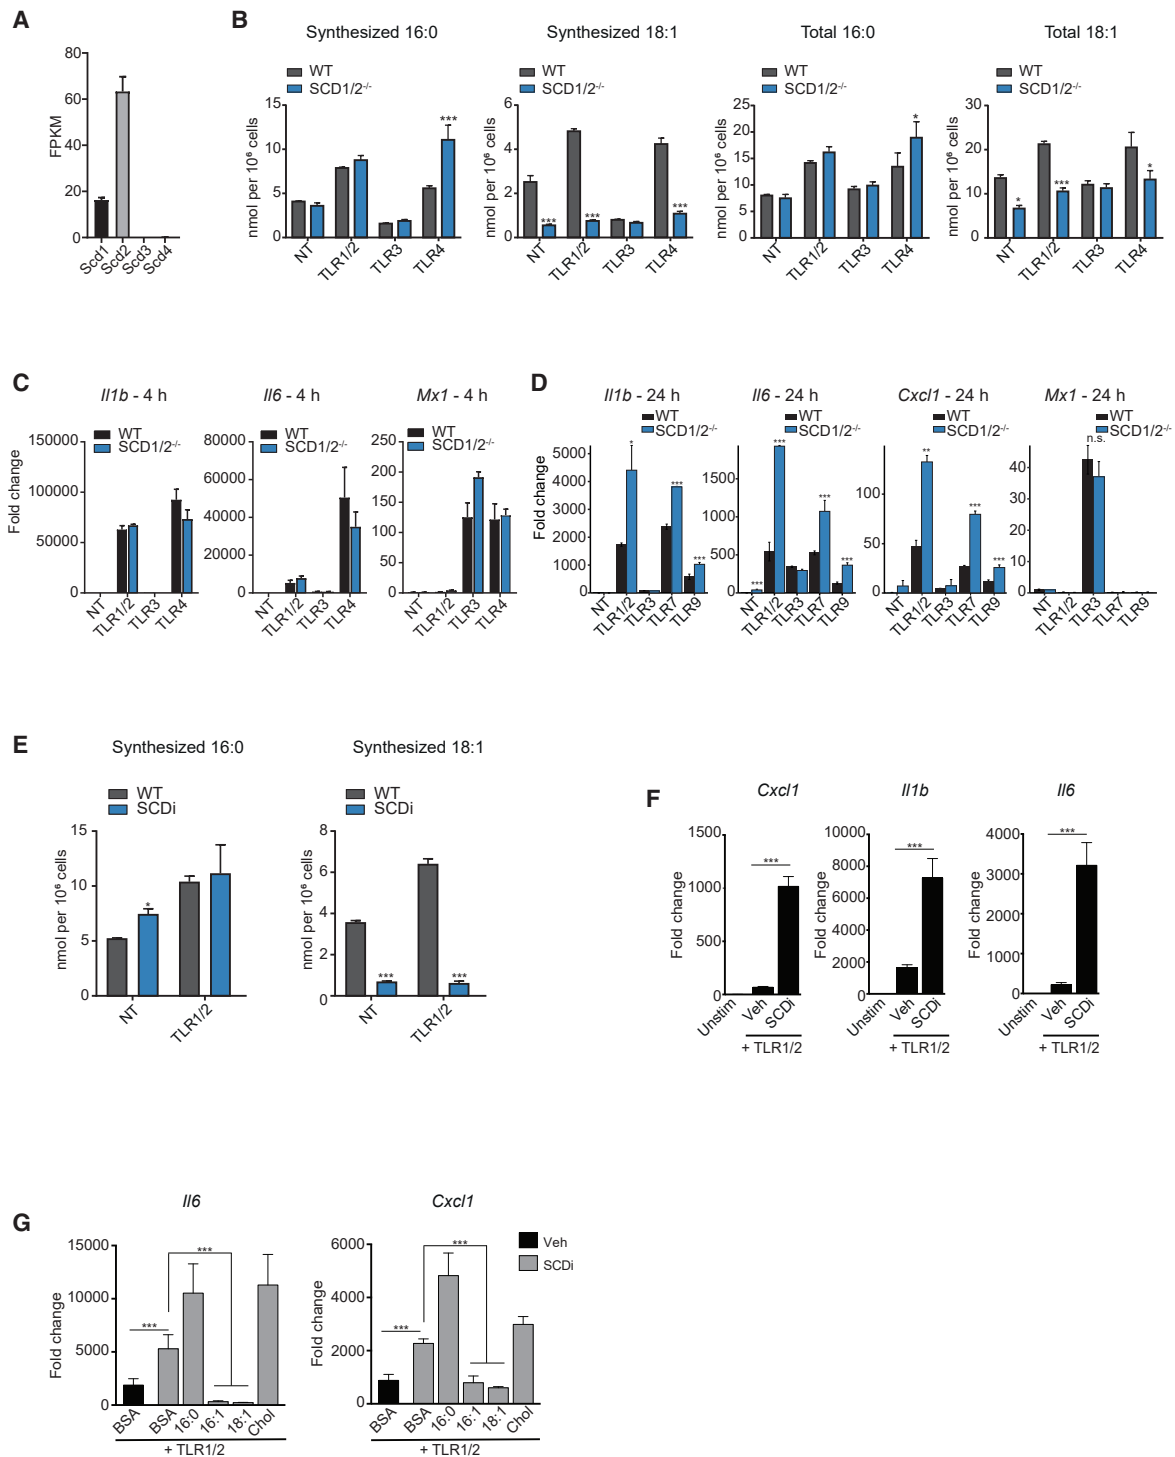 A
FPKM
80
60
40
20
0
Scd1
Scd2
Scd3
Scd4
B
Synthesized 16:0
WT
SCD1/2-/-
nmol per 10⁶ cells
15
10
5
0
***
NT
TLR1/2
TLR3
TLR4
Synthesized 18:1
WT
SCD1/2-/-
nmol per 10⁶ cells
6
4
2
0
***
***
***
NT
TLR1/2
TLR3
TLR4
Total 16:0
WT
SCD1/2-/-
nmol per 10⁶ cells
25
20
15
10
5
0
*
NT
TLR1/2
TLR3
TLR4
Total 18:1
WT
SCD1/2-/-
nmol per 10⁶ cells
30
20
10
0
*
***
*
NT
TLR1/2
TLR3
TLR4
C
Il1b - 4 h
WT
SCD1/2-/-
Fold change
150000
100000
50000
0
NT
TLR1/2
TLR3
TLR4
Il6 - 4 h
WT
SCD1/2-/-
80000
60000
40000
20000
0
NT
TLR1/2
TLR3
TLR4
Mx1 - 4 h
WT
SCD1/2-/-
250
200
150
100
50
0
NT
TLR1/2
TLR3
TLR4
D
Il1b - 24 h
WT
SCD1/2-/-
Fold change
5000
4000
3000
2000
1000
0
*
***
***
NT
TLR1/2
TLR3
TLR7
TLR9
Il6 - 24 h
WT
SCD1/2-/-
1500
1000
500
0
***
***
***
***
NT
TLR1/2
TLR3
TLR7
TLR9
Cxcl1 - 24 h
WT
SCD1/2-/-
100
50
0
**
***
***
NT
TLR1/2
TLR3
TLR7
TLR9
Mx1 - 24 h
WT
SCD1/2-/-
n.s.
40
30
20
10
0
NT
TLR1/2
TLR3
TLR7
TLR9
E
Synthesized 16:0
WT
SCDi
nmol per 10⁶ cells
15
10
5
0
*
NT
TLR1/2
Synthesized 18:1
WT
SCDi
nmol per 10⁶ cells
8
6
4
2
0
***
***
NT
TLR1/2
F
Cxcl1
Fold change
1500
1000
500
0
***
Unstim
Veh
SCDi
+ TLR1/2
Il1b
Fold change
10000
8000
6000
4000
2000
0
***
Unstim
Veh
SCDi
+ TLR1/2
Il6
Fold change
4000
3000
2000
1000
0
***
Unstim
Veh
SCDi
+ TLR1/2
G
Il6
Fold change
15000
10000
5000
0
***
***
BSA
BSA
16:0
16:1
18:1
Chol
+ TLR1/2
Cxcl1
Veh
SCDi
Fold change
6000
4000
2000
0
***
***
BSA
BSA
16:0
16:1
18:1
Chol
+ TLR1/2